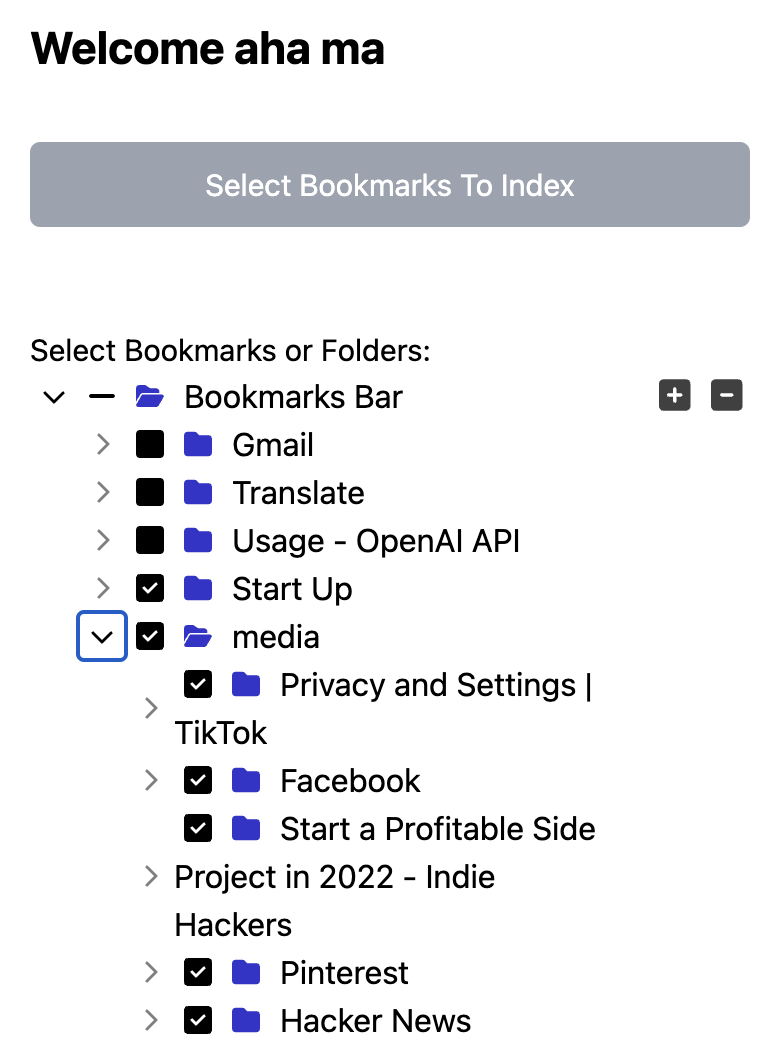 Welcome aha ma
Select Bookmarks To Index
Select Bookmarks or Folders:
Bookmarks Bar
Gmail
Translate
Usage - OpenAI API
Start Up
media
Privacy and Settings |
TikTok
Facebook
Start a Profitable Side
Project in 2022 - Indie
Hackers
Pinterest
Hacker News